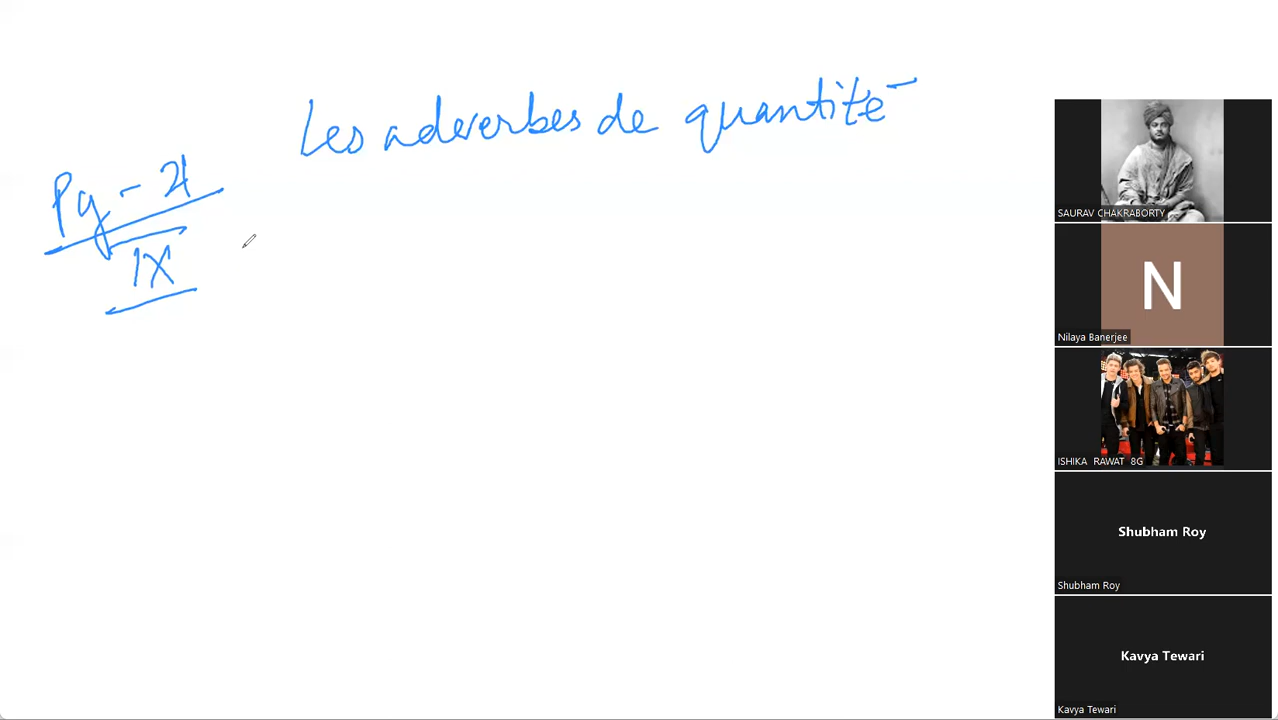 Les adverbes de quantité
Pg - 21
IX
SAURAV CHAKRABORTY
N
Nilaya Banerjee
ISHIKA RAWAT 8G
Shubham Roy
Shubham Roy
Kavya Tewari
Kavya Tewari